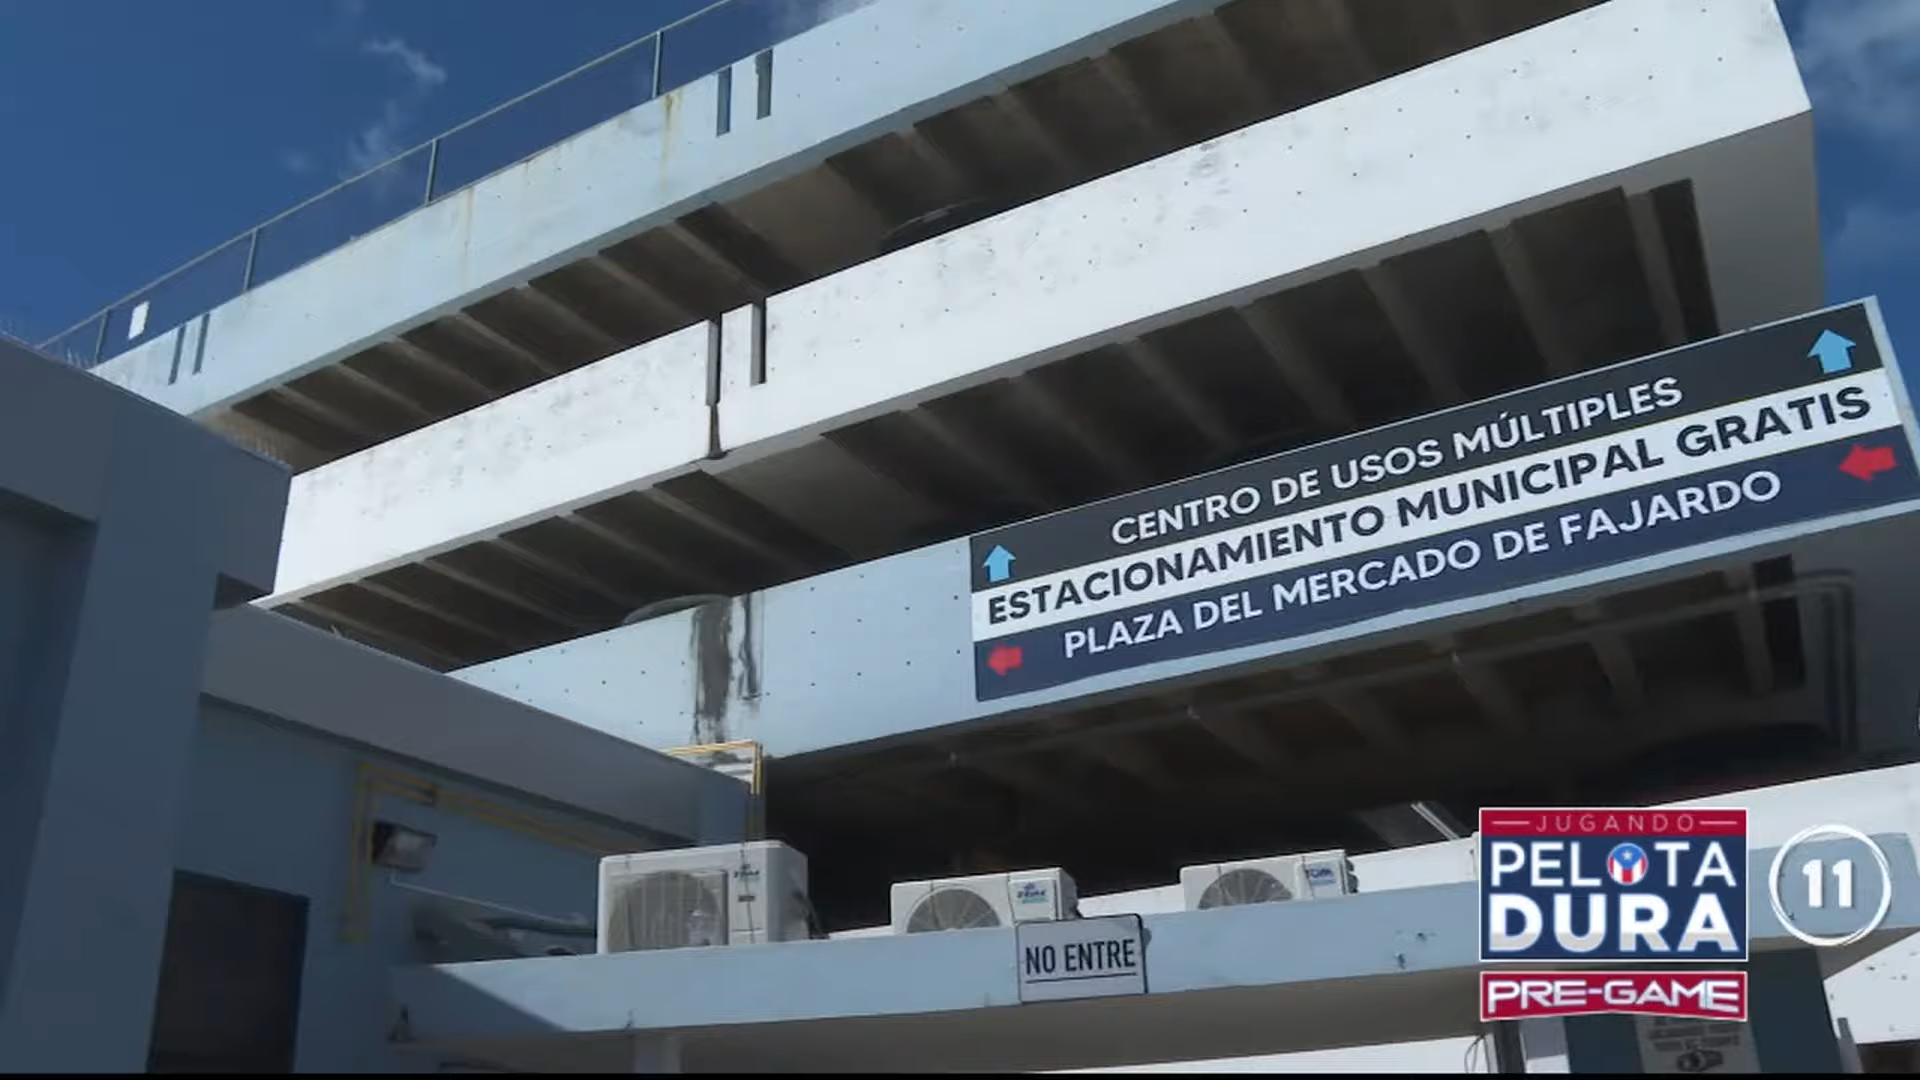 CENTRO DE USOS MÚLTIPLES
ESTACIONAMIENTO MUNICIPAL GRATIS
PLAZA DEL MERCADO DE FAJARDO
NO ENTRE
JUGANDO
PELOTA
DURA
PRE-GAME
11